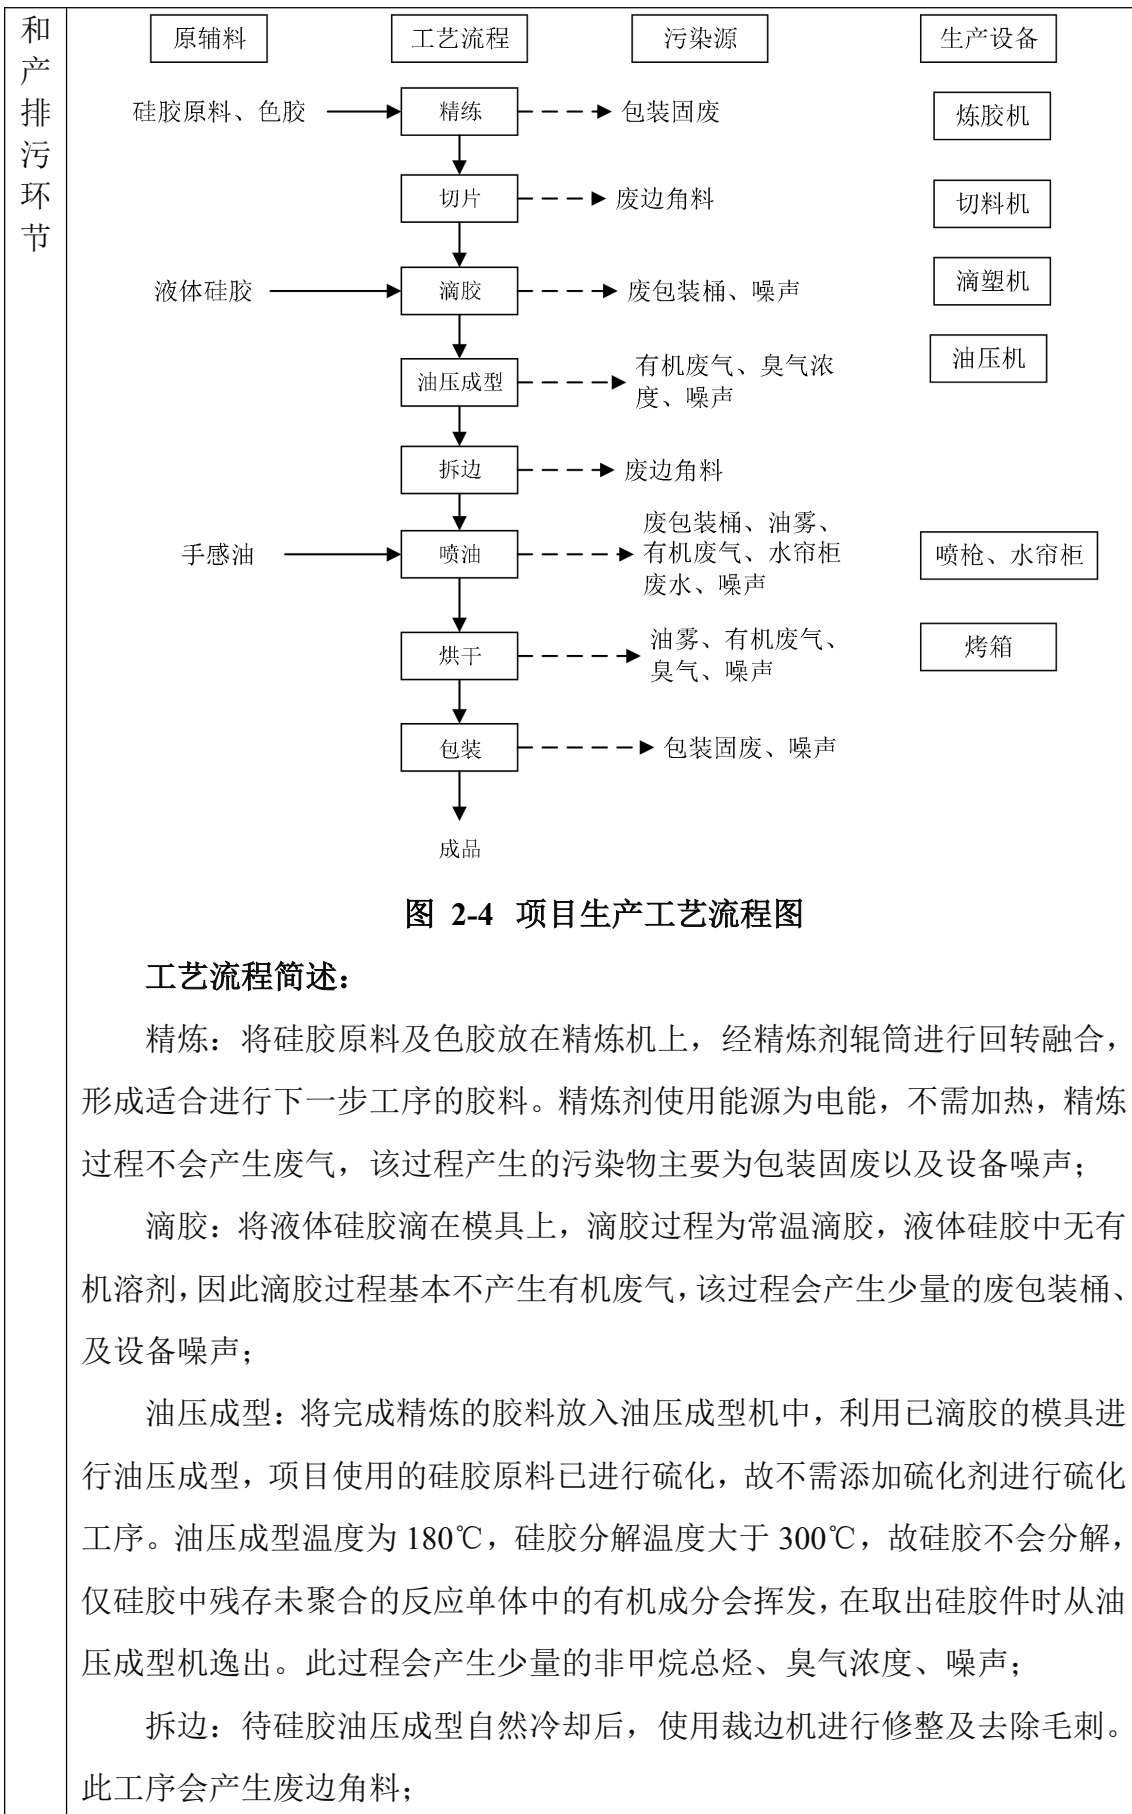 和
产
排
污
环
节
原辅料 工艺流程 污染源 生产设备
硅胶原料、色胶 精练 包装固废 炼胶机
切片 废边角料 切料机
液体硅胶 滴胶 废包装桶、噪声 滴塑机
油压成型 有机废气、臭气浓
度、噪声 油压机
拆边 废边角料
手感油 喷油 废包装桶、油雾、
有机废气、水帘柜
废水、噪声 喷枪、水帘柜
烘干 油雾、有机废气、
臭气、噪声 烤箱
包装 包装固废、噪声
成品
图 2-4 项目生产工艺流程图
工艺流程简述：
精炼：将硅胶原料及色胶放在精炼机上，经精炼剂辊筒进行回转融合，
形成适合进行下一步工序的胶料。精炼剂使用能源为电能，不需加热，精炼
过程不会产生废气，该过程产生的污染物主要为包装固废以及设备噪声；
滴胶：将液体硅胶滴在模具上，滴胶过程为常温滴胶，液体硅胶中无有
机溶剂，因此滴胶过程基本不产生有机废气，该过程会产生少量的废包装桶、
及设备噪声；
油压成型：将完成精炼的胶料放入油压成型机中，利用已滴胶的模具进
行油压成型，项目使用的硅胶原料已进行硫化，故不需添加硫化剂进行硫化
工序。油压成型温度为 180℃，硅胶分解温度大于 300℃，故硅胶不会分解，
仅硅胶中残存未聚合的反应单体中的有机成分会挥发，在取出硅胶件时从油
压成型机逸出。此过程会产生少量的非甲烷总烃、臭气浓度、噪声；
拆边：待硅胶油压成型自然冷却后，使用裁边机进行修整及去除毛刺。
此工序会产生废边角料；